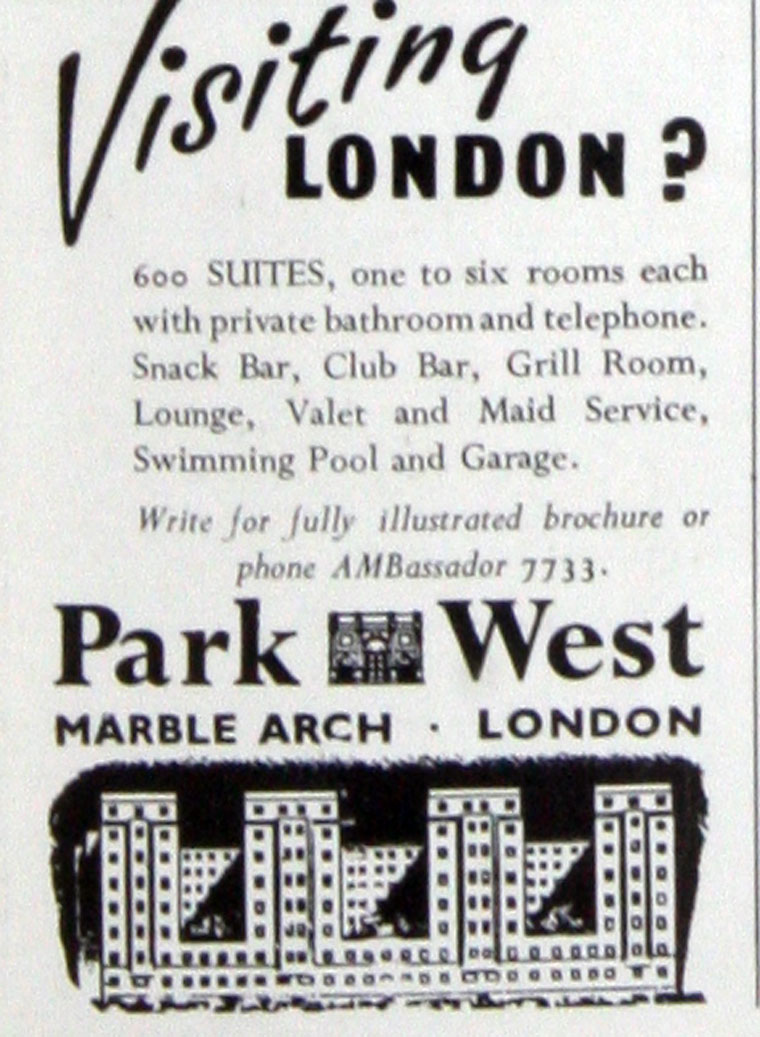 Visiting
LONDON?
600 SUITES, one to six rooms each
with private bathroom and telephone.
Snack Bar, Club Bar, Grill Room,
Lounge, Valet and Maid Service,
Swimming Pool and Garage.
Write for fully illustrated brochure or
phone AMBassador 7733.
Park West
MARBLE ARCH · LONDON